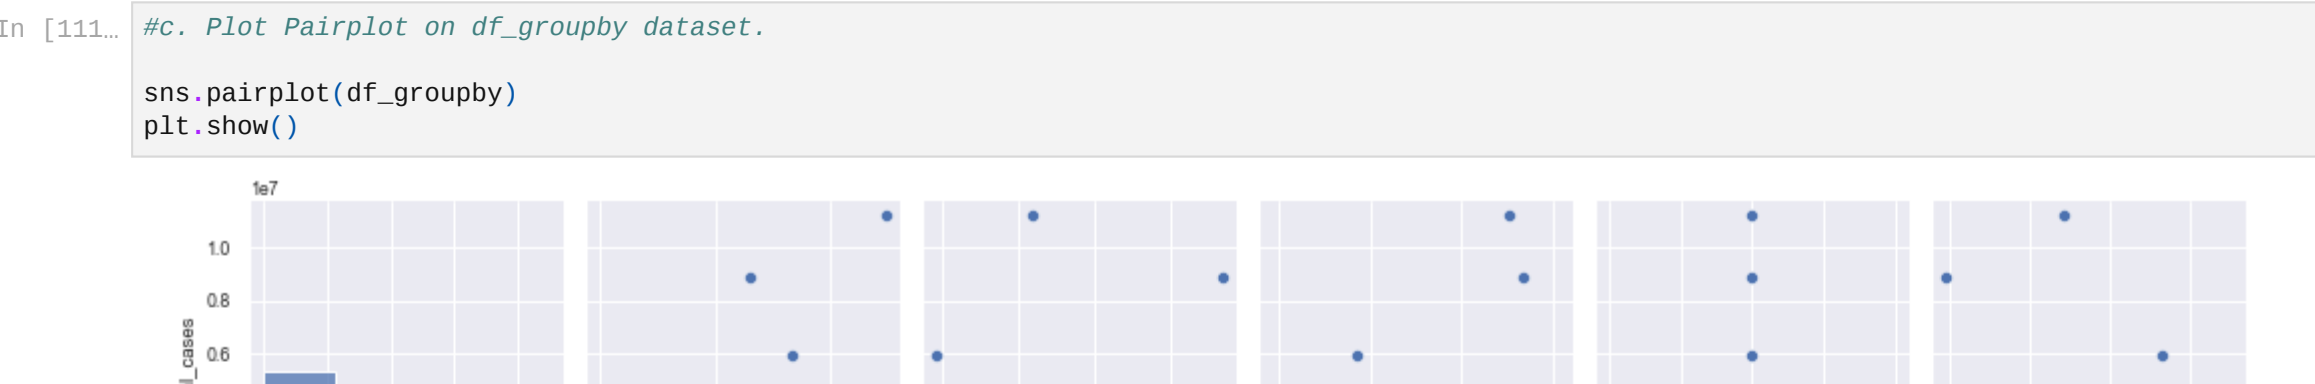 In [111…
#c. Plot Pairplot on df_groupby dataset.
sns.pairplot(df_groupby)
plt.show()
1e7
1.0
0.8
0.6
l_cases